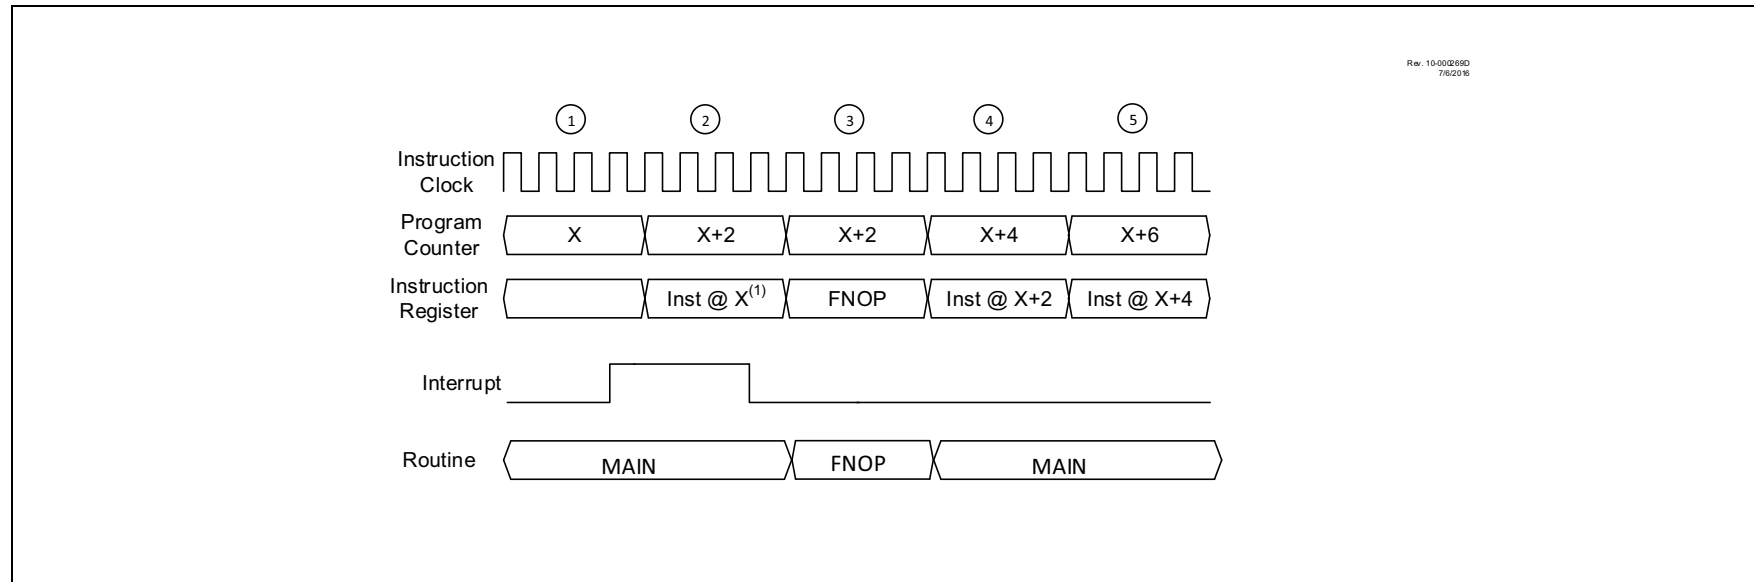 Rev. 10-000269D
7/6/2016
1 2 3 4 5
Instruction
Clock
Program
Counter
X X+2 X+2 X+4 X+6
Instruction
Register
Inst @ X(1) FNOP Inst @ X+2 Inst @ X+4
Interrupt
Routine MAIN FNOP MAIN